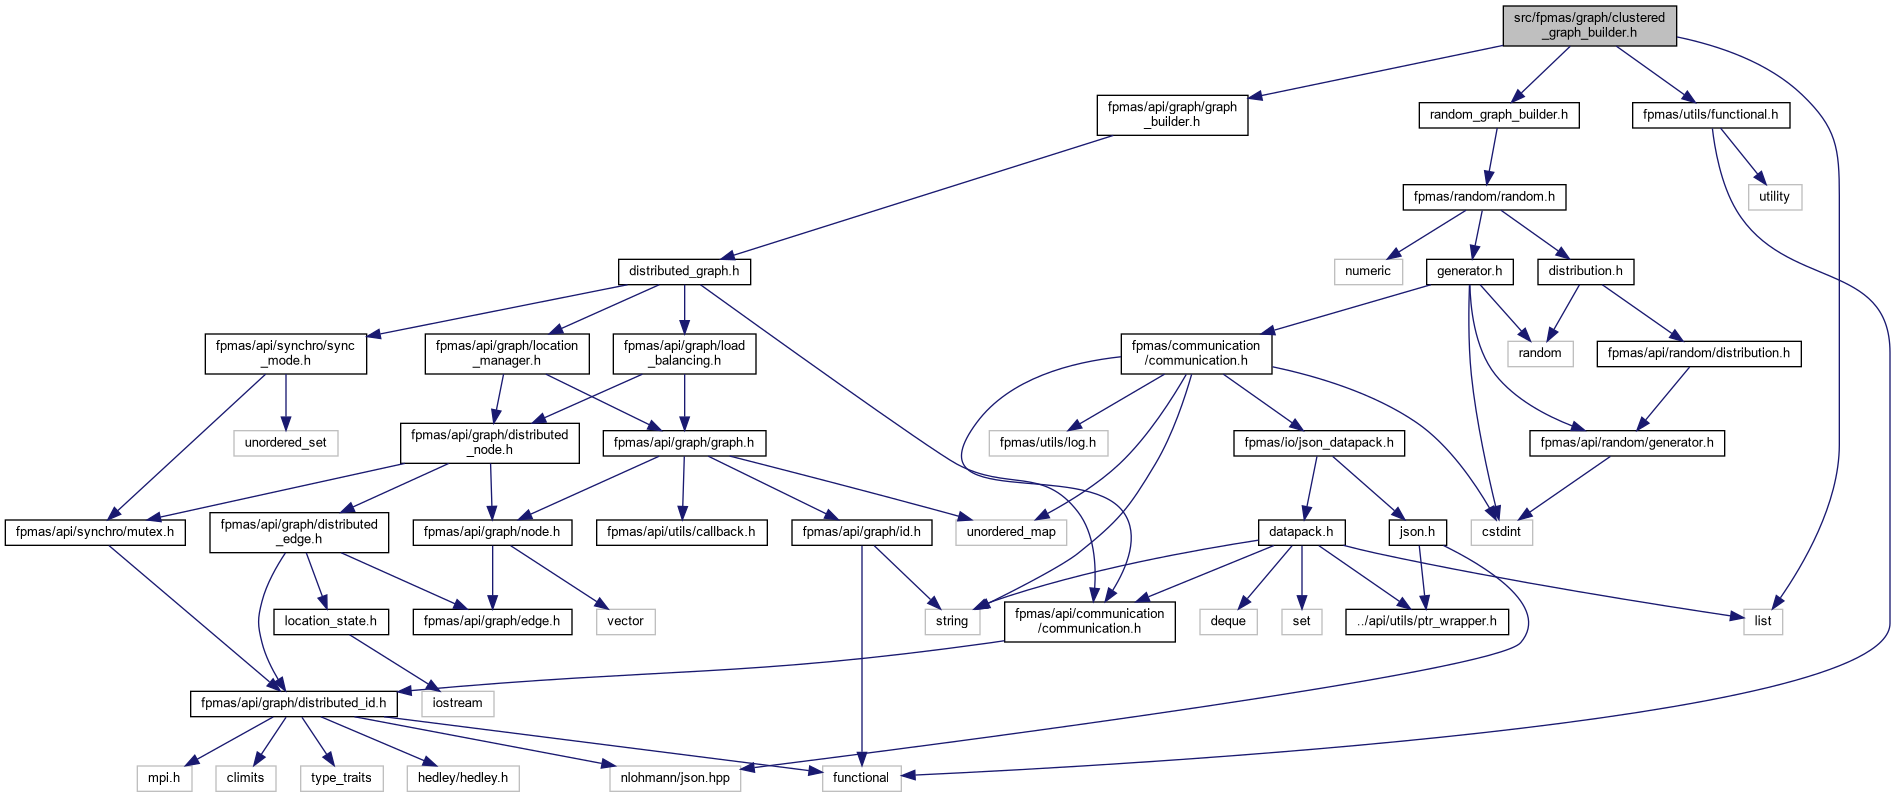 src/fpmas/graph/clustered
_graph_builder.h
fpmas/api/graph/graph
_builder.h
random_graph_builder.h
fpmas/utils/functional.h
fpmas/random/random.h
utility
distributed_graph.h
numeric
generator.h
distribution.h
fpmas/api/synchro/sync
_mode.h
fpmas/api/graph/location
_manager.h
fpmas/api/graph/load
_balancing.h
fpmas/communication
/communication.h
random
fpmas/api/random/distribution.h
unordered_set
fpmas/api/graph/distributed
_node.h
fpmas/api/graph/graph.h
fpmas/utils/log.h
fpmas/io/json_datapack.h
fpmas/api/random/generator.h
fpmas/api/synchro/mutex.h
fpmas/api/graph/distributed
_edge.h
fpmas/api/graph/node.h
fpmas/api/utils/callback.h
fpmas/api/graph/id.h
unordered_map
datapack.h
json.h
cstdint
location_state.h
fpmas/api/graph/edge.h
vector
string
fpmas/api/communication
/communication.h
deque
set
../api/utils/ptr_wrapper.h
list
fpmas/api/graph/distributed_id.h
iostream
mpi.h
climits
type_traits
hedley/hedley.h
nlohmann/json.hpp
functional